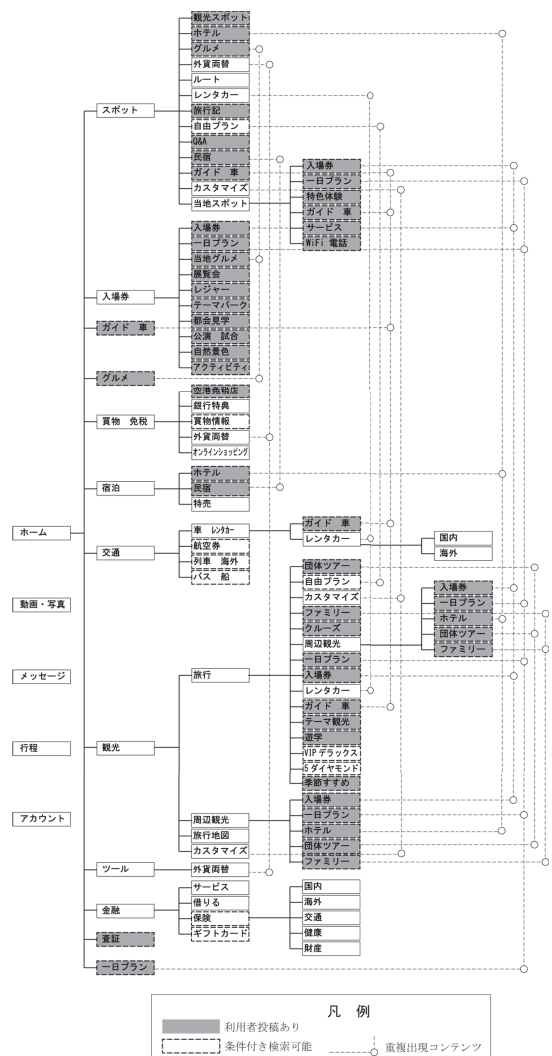 ホーム
動画・写真
メッセージ
行程
アカウント
スポット
観光スポット
ホテル
グルメ
外貨両替
ルート
レンタカー
旅行記
自由プラン
Q&A
民宿
ガイド 車
カスタマイズ
当地スポット
入場券
一日プラン
特色体験
ガイド 車
サービス
WiFi 電話
入場券
入場券
一日プラン
当地グルメ
展覧会
レジャー
テーマパーク
都会見学
公演 試合
自然景色
アクティビティ
ガイド 車
グルメ
買物 免税
空港免税店
銀行特典
買物情報
外貨両替
オンラインショッピング
宿泊
ホテル
民宿
特売
交通
車 レンタカー
ガイド 車
レンタカー
国内
海外
航空券
列車 海外
バス 船
観光
旅行
団体ツアー
自由プラン
カスタマイズ
ファミリー
クルーズ
周辺観光
入場券
一日プラン
ホテル
団体ツアー
ファミリー
一日プラン
入場券
レンタカー
ガイド 車
テーマ観光
遊学
VIPデラックス
5ダイヤモンド
季節すすめ
周辺観光
入場券
一日プラン
ホテル
団体ツアー
ファミリー
旅行地図
カスタマイズ
ツール
外貨両替
金融
サービス
借りる
保険
国内
海外
交通
健康
財産
ギフトカード
査証
一日プラン
凡 例
利用者投稿あり
条件付き検索可能
重複出現コンテンツ